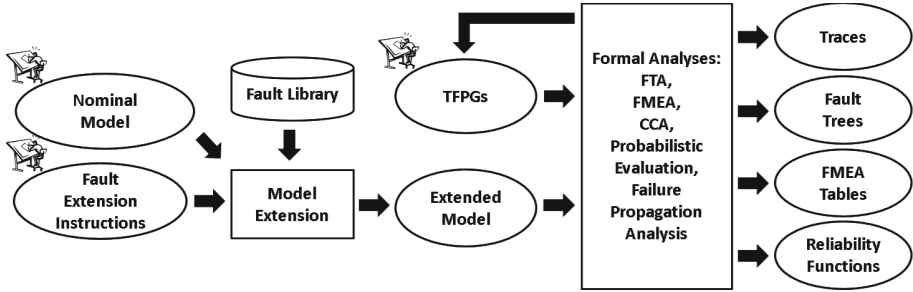 Nominal
Model
Fault
Extension
Instructions
Fault Library
Model
Extension
TFPGs
Extended
Model
Formal Analyses:
FTA,
FMEA,
CCA,
Probabilistic
Evaluation,
Failure
Propagation
Analysis
Traces
Fault
Trees
FMEA
Tables
Reliability
Functions